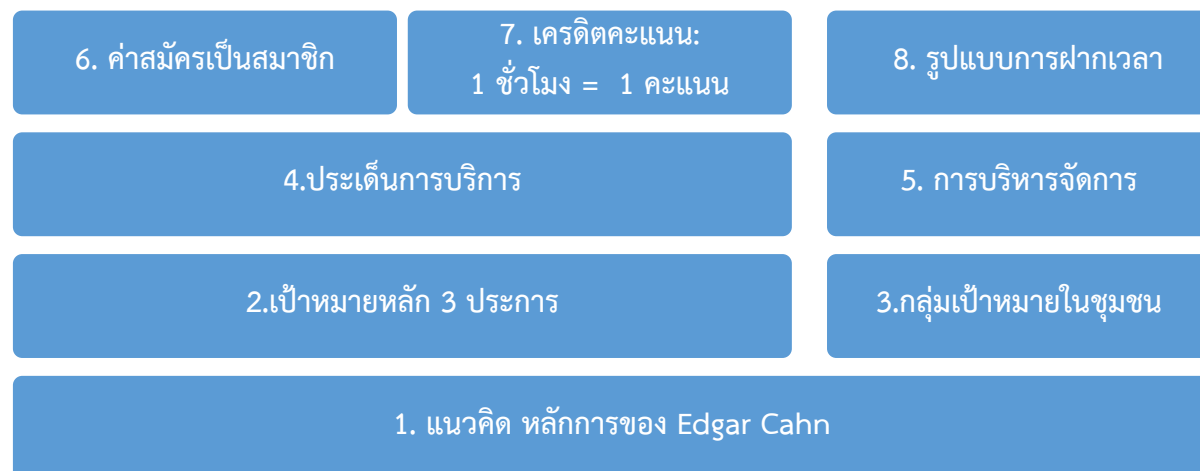 6. ค่าสมัครเป็นสมาชิก
7. เครดิตคะแนน:
1 ชั่วโมง = 1 คะแนน
8. รูปแบบการฝากเวลา
4.ประเด็นการบริการ
5. การบริหารจัดการ
2.เป้าหมายหลัก 3 ประการ
3.กลุ่มเป้าหมายในชุมชน
1. แนวคิด หลักการของ Edgar Cahn